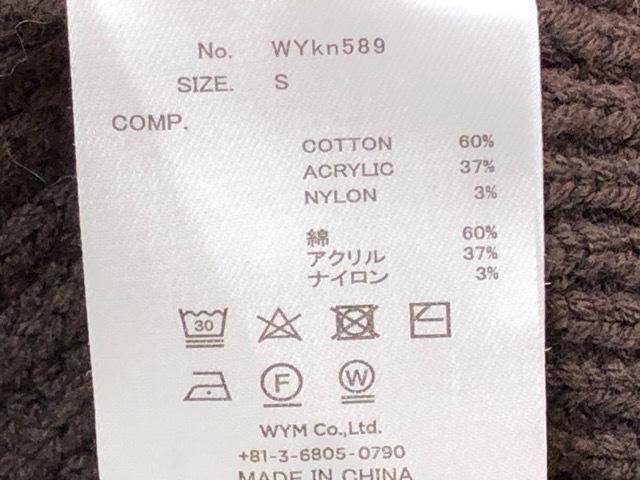 No. WYkn589
SIZE. S
COMP.
COTTON 60%
ACRYLIC 37%
NYLON 3%
綿 60%
アクリル 37%
ナイロン 3%
30
F W
WYM Co.,Ltd.
+81-3-6805-0790
MADE IN CHINA